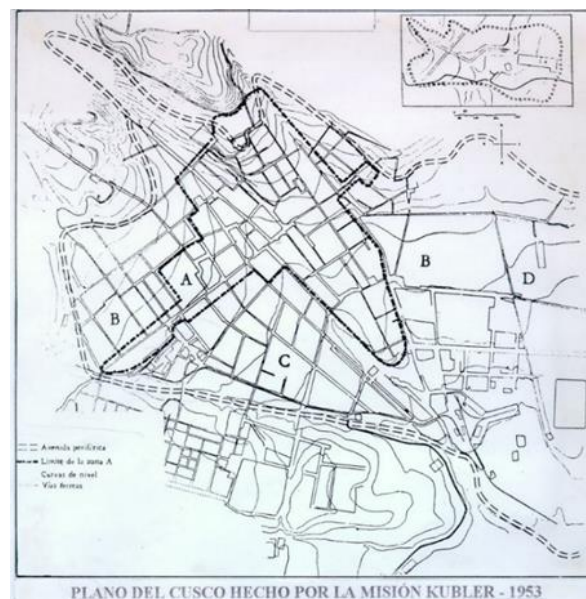 A
B
B
D
C
Avenida periférica
Límite de la zona A
Curvas de nivel
Vías férreas
PLANO DEL CUSCO HECHO POR LA MISIÓN KUBLER - 1953